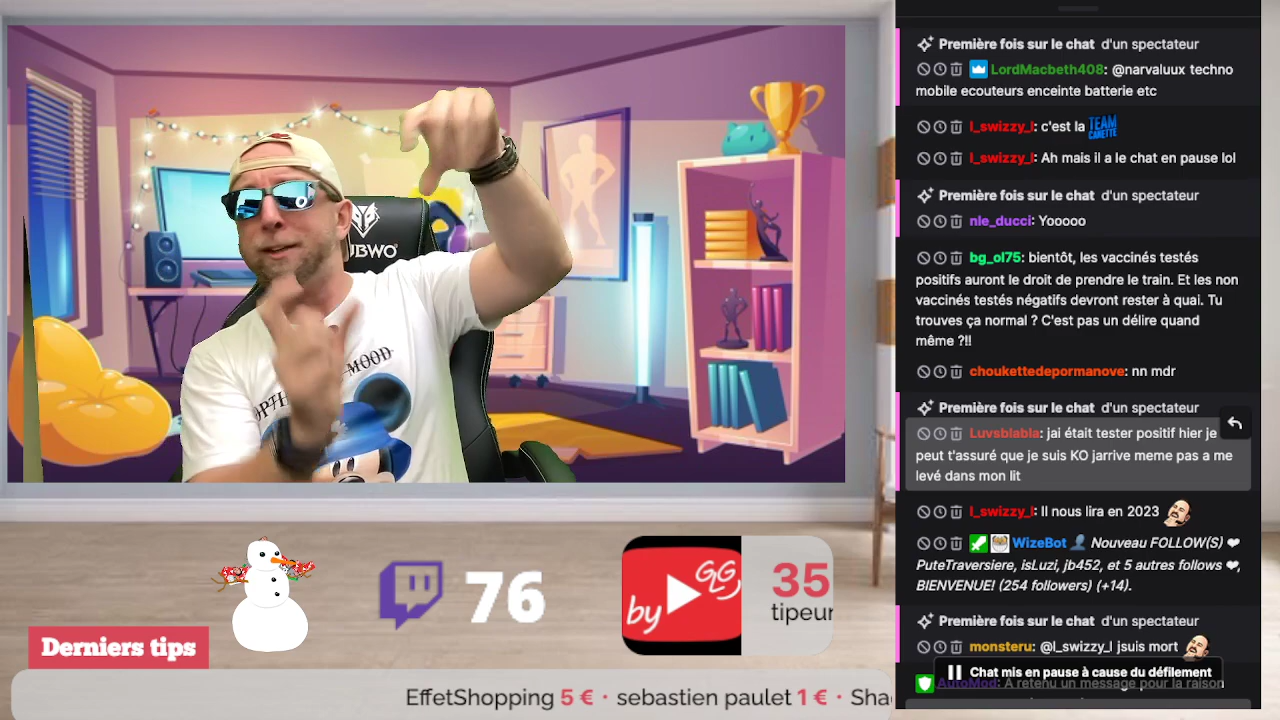 UBWO
MOOD
Première fois sur le chat d'un spectateur
LordMacbeth408: @narvaluux techno
mobile ecouteurs enceinte batterie etc
l_swizzy_l: c'est la TEAM
CANETTE
l_swizzy_l: Ah mais il a le chat en pause lol
Première fois sur le chat d'un spectateur
nle_ducci: Yooooo
bg_ol75: bientôt, les vaccinés testés
positifs auront le droit de prendre le train. Et les non
vaccinés testés négatifs devront rester à quai. Tu
trouves ça normal ? C'est pas un délire quand
même ?!!
choukettedepormanove: nn mdr
Première fois sur le chat d'un spectateur
Luvsblabla: jai était tester positif hier je
peut t'assuré que je suis KO jarrive meme pas a me
levé dans mon lit
l_swizzy_l: Il nous lira en 2023
WizeBot Nouveau FOLLOW(S) ❤
PuteTraversiere, isLuzi, jb452, et 5 autres follows ❤,
BIENVENUE! (254 followers) (+14).
Première fois sur le chat d'un spectateur
monsteru: @l_swizzy_l jsuis mort
Chat mis en pause à cause du défilement
AutoMod: A retenu un message pour la raison
76
by GG
35
tipeur
Derniers tips
EffetShopping 5 € · sebastien paulet 1 € · Sha